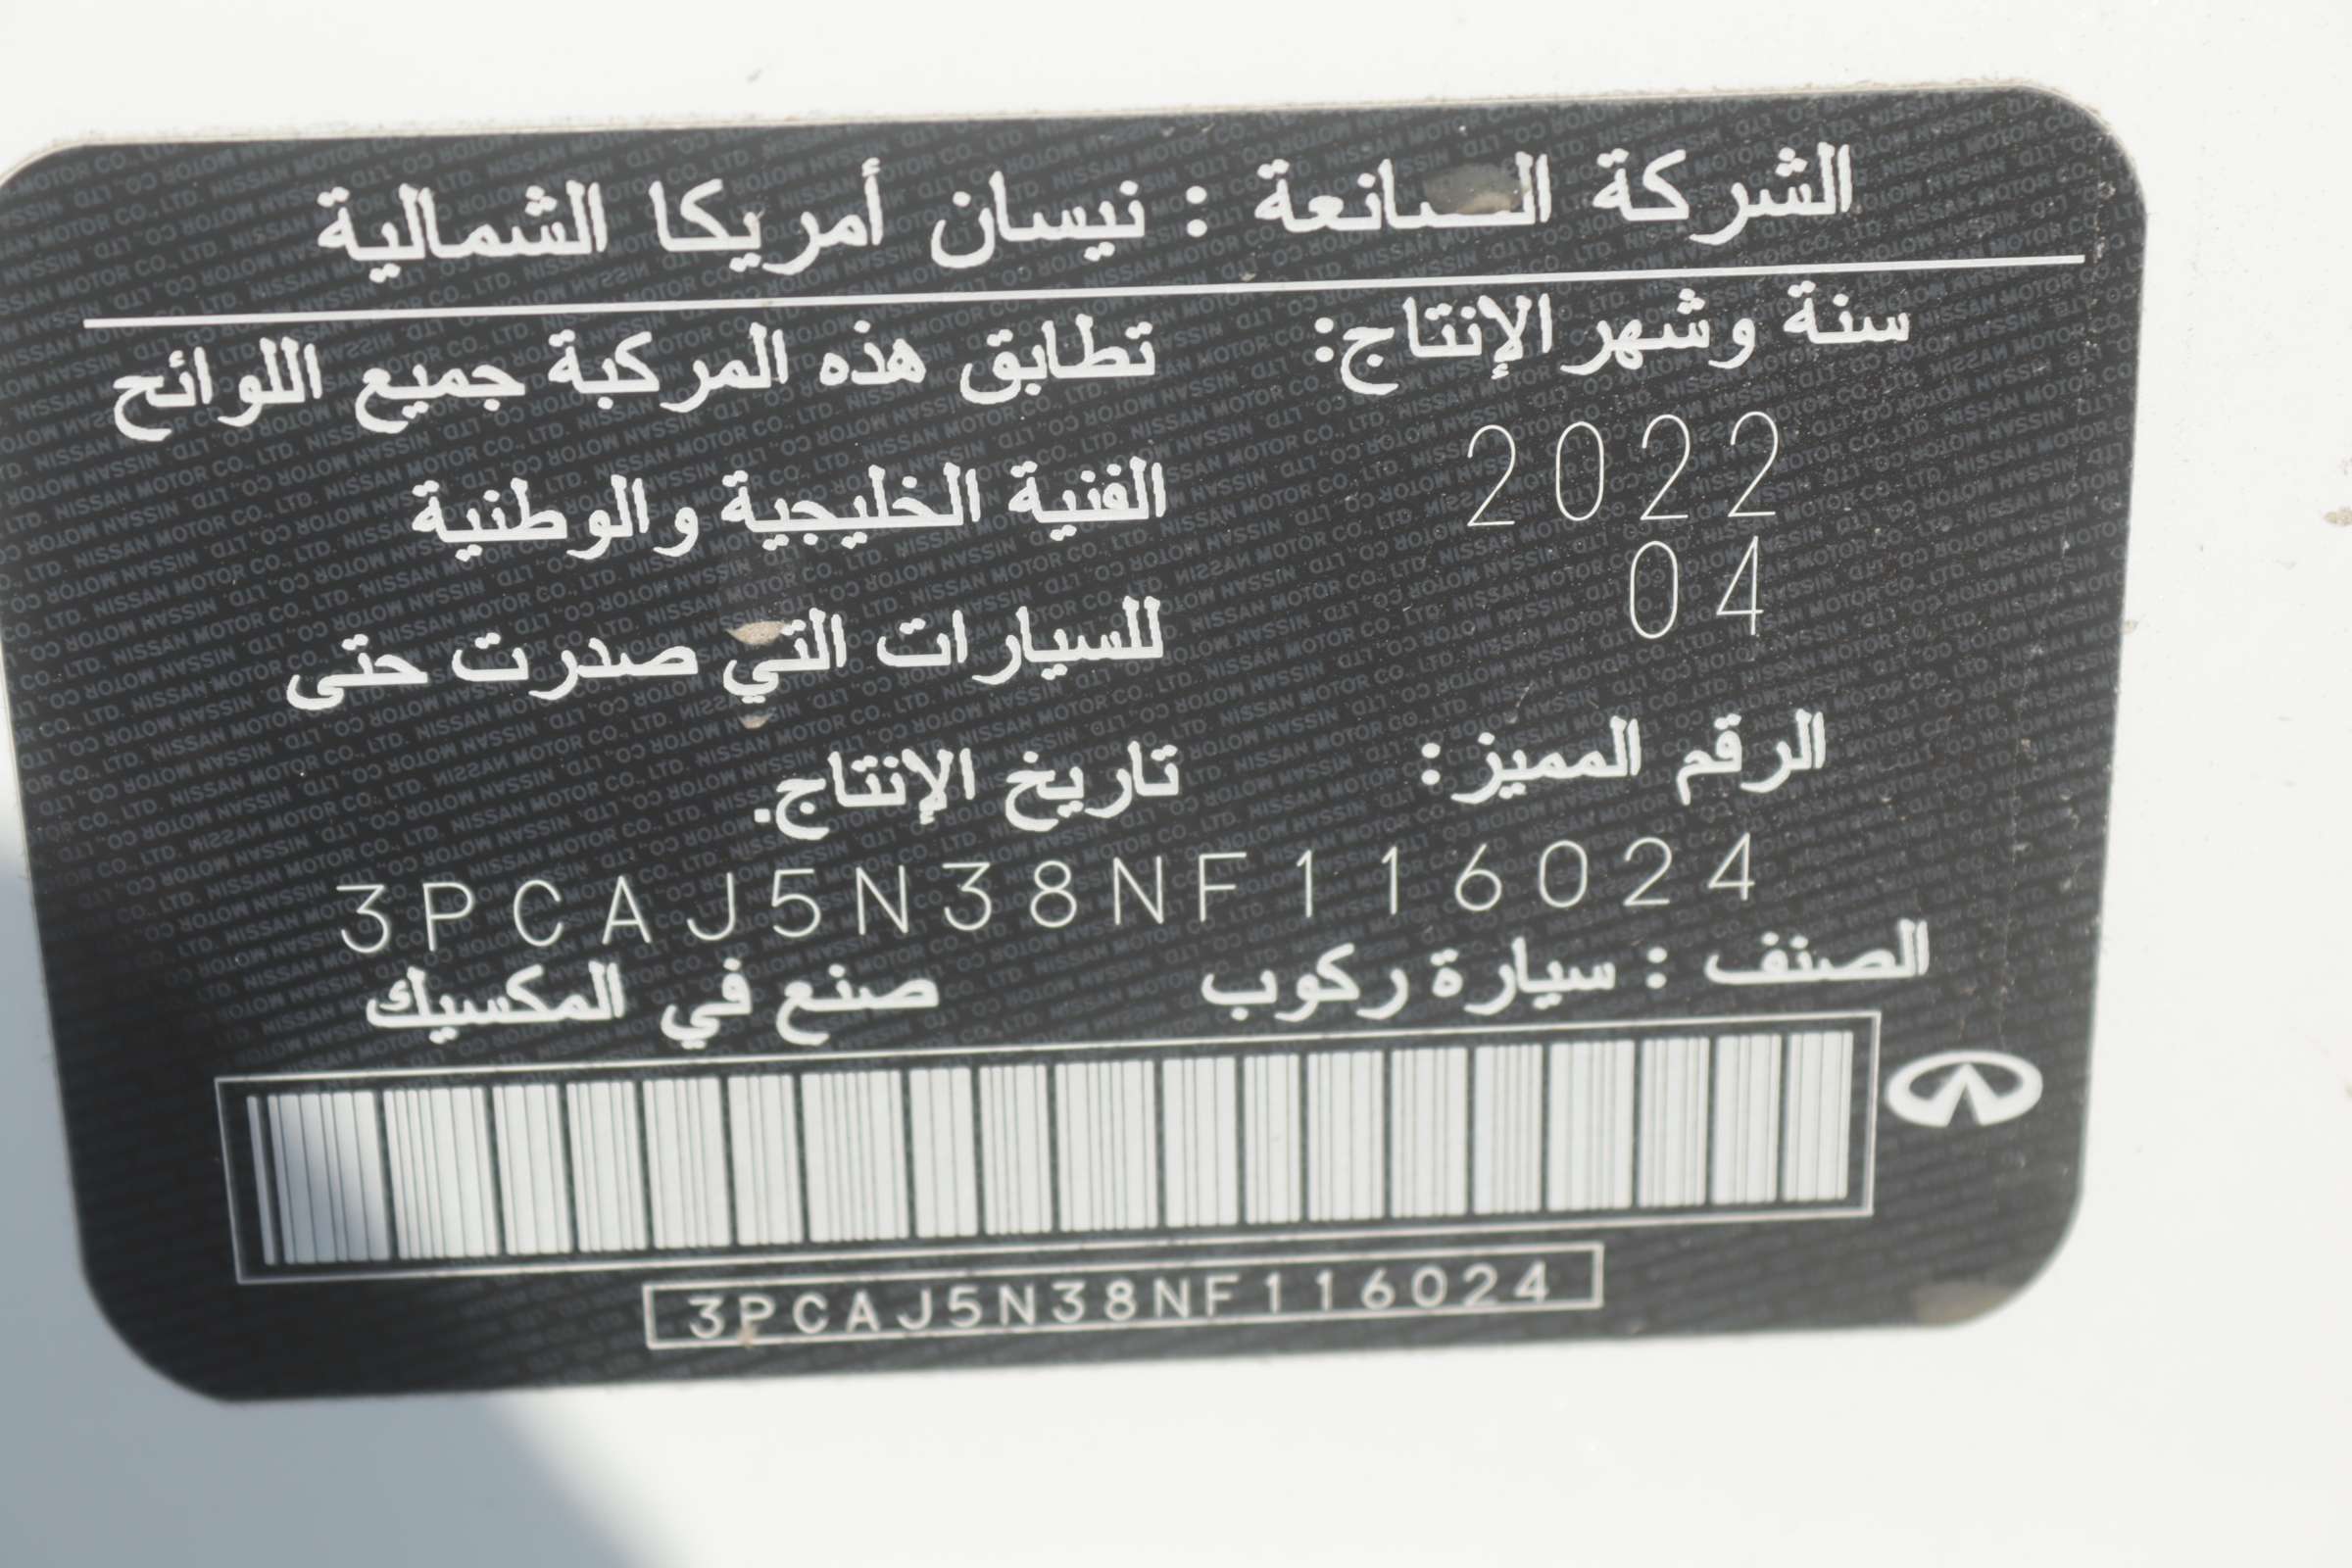 الشركة الصانعة : نيسان أمريكا الشمالية
سنة وشهر الإنتاج:
2022
04
تطابق هذه المركبة جميع اللوائح
الفنية الخليجية والوطنية
للسيارات التي صدرت حتى
تاريخ الإنتاج.
الرقم المميز:
3PCAJ5N38NF116024
الصنف : سيارة ركوب
صنع في المكسيك
3PCAJ5N38NF116024